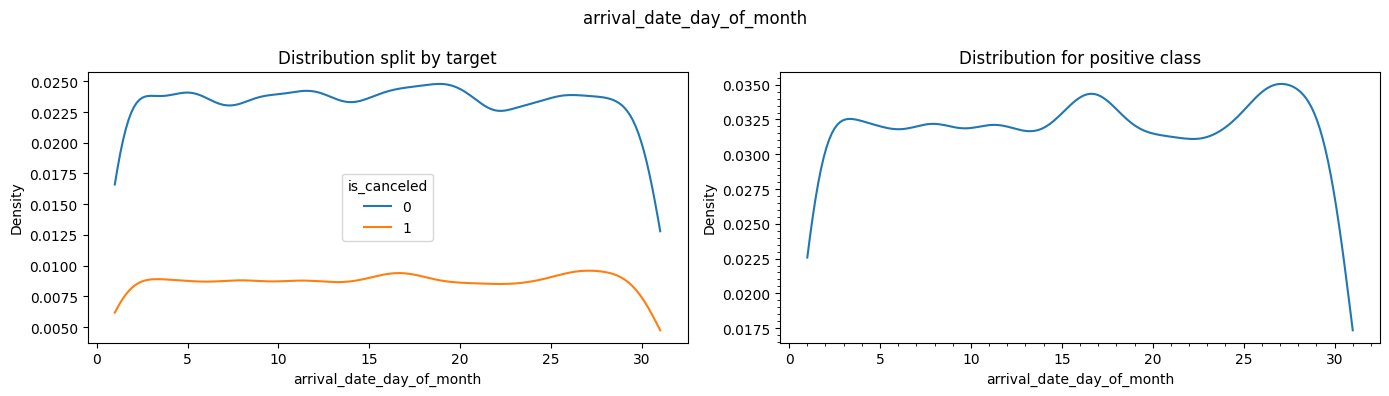 arrival_date_day_of_month
Distribution split by target
Density
0.0250
0.0225
0.0200
0.0175
0.0150
0.0125
0.0100
0.0075
0.0050
is_canceled
0
1
0 5 10 15 20 25 30
arrival_date_day_of_month
Distribution for positive class
Density
0.0350
0.0325
0.0300
0.0275
0.0250
0.0225
0.0200
0.0175
0 5 10 15 20 25 30
arrival_date_day_of_month